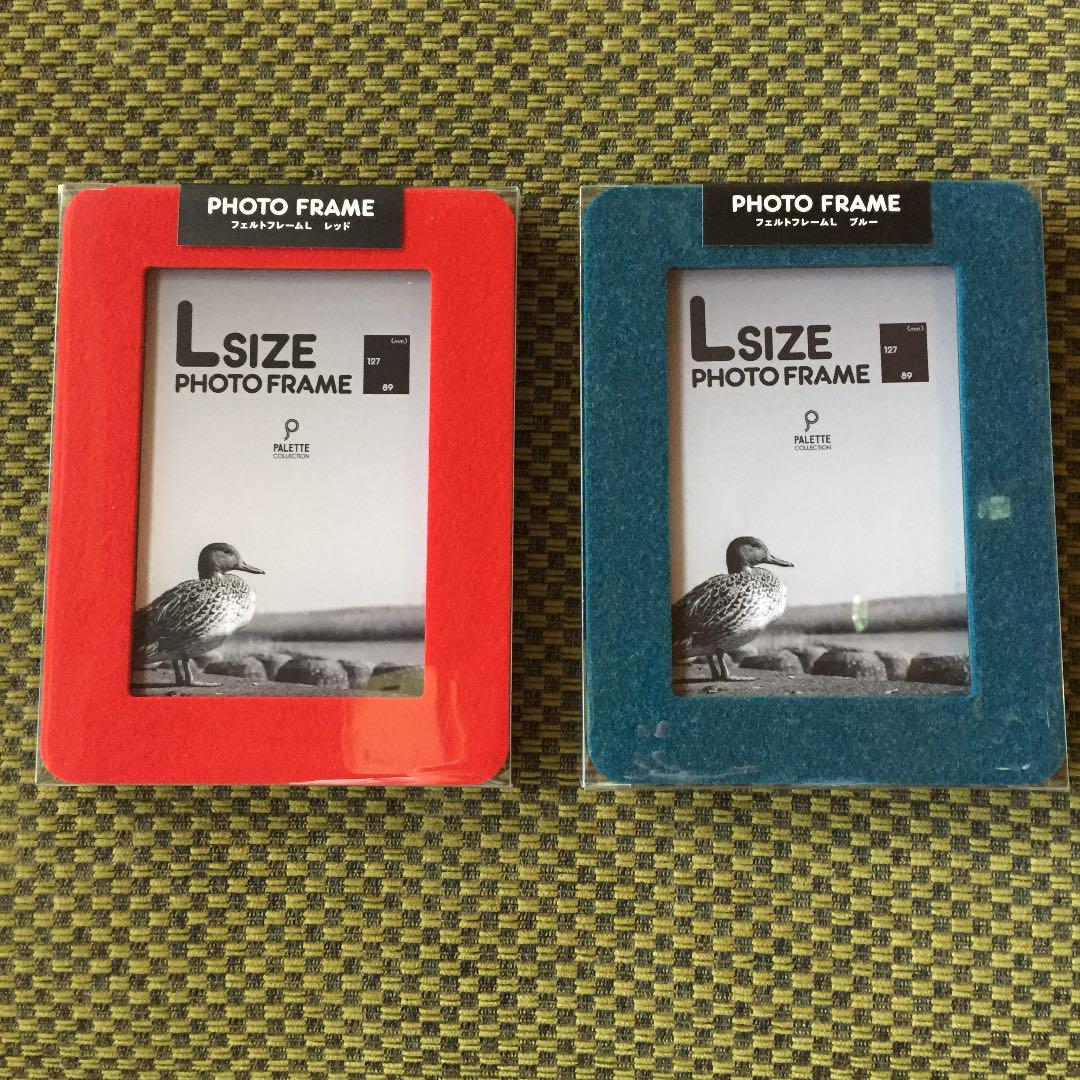 PHOTO FRAME
フェルトフレームL レッド
L SIZE
PHOTO FRAME
(mm)
127
89
PALETTE
COLLECTION
PHOTO FRAME
フェルトフレームL ブルー
L SIZE
PHOTO FRAME
(mm)
127
89
PALETTE
COLLECTION